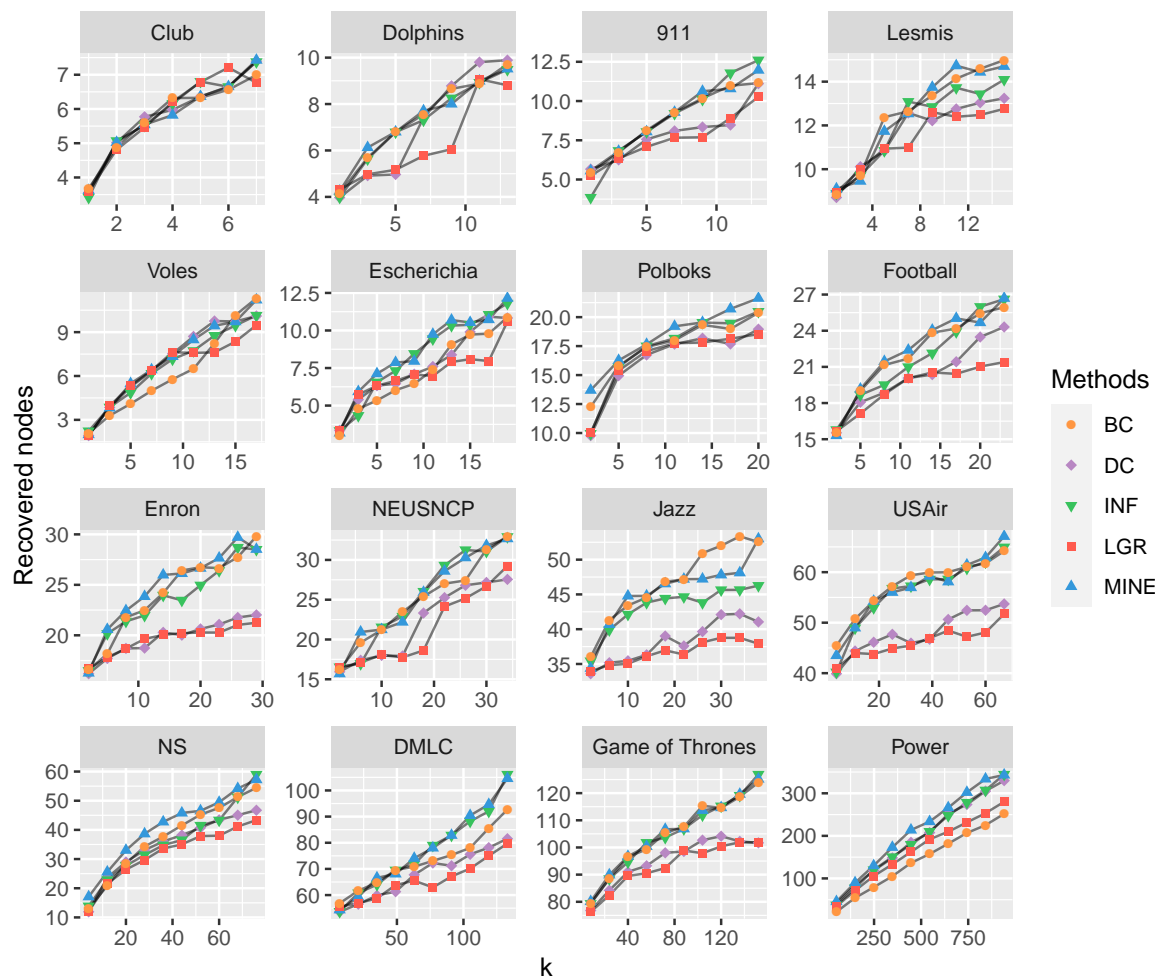 Club Dolphins 911 Lesmis
7 6 5 4
2 4 6
10 8 6 4
5 10
12.5 10.0 7.5 5.0
5 10
14 12 10
4 8 12
Voles Escherichia Polboks Football
9 6 3
5 10 15
12.5 10.0 7.5 5.0
5 10 15
20.0 17.5 15.0 12.5 10.0
5 10 15 20
27 24 21 18 15
5 10 15 20
Enron NEUSNCP Jazz USAir
30 25 20
10 20 30
30 25 20 15
10 20 30
50 45 40 35
10 20 30
60 50 40
20 40 60
NS DMLC Game of Thrones Power
60 50 40 30 20 10
20 40 60
100 90 80 70 60
50 100
120 110 100 90 80
40 80 120
300 200 100
250 500 750
Recovered nodes
k
Methods
BC
DC
INF
LGR
MINE